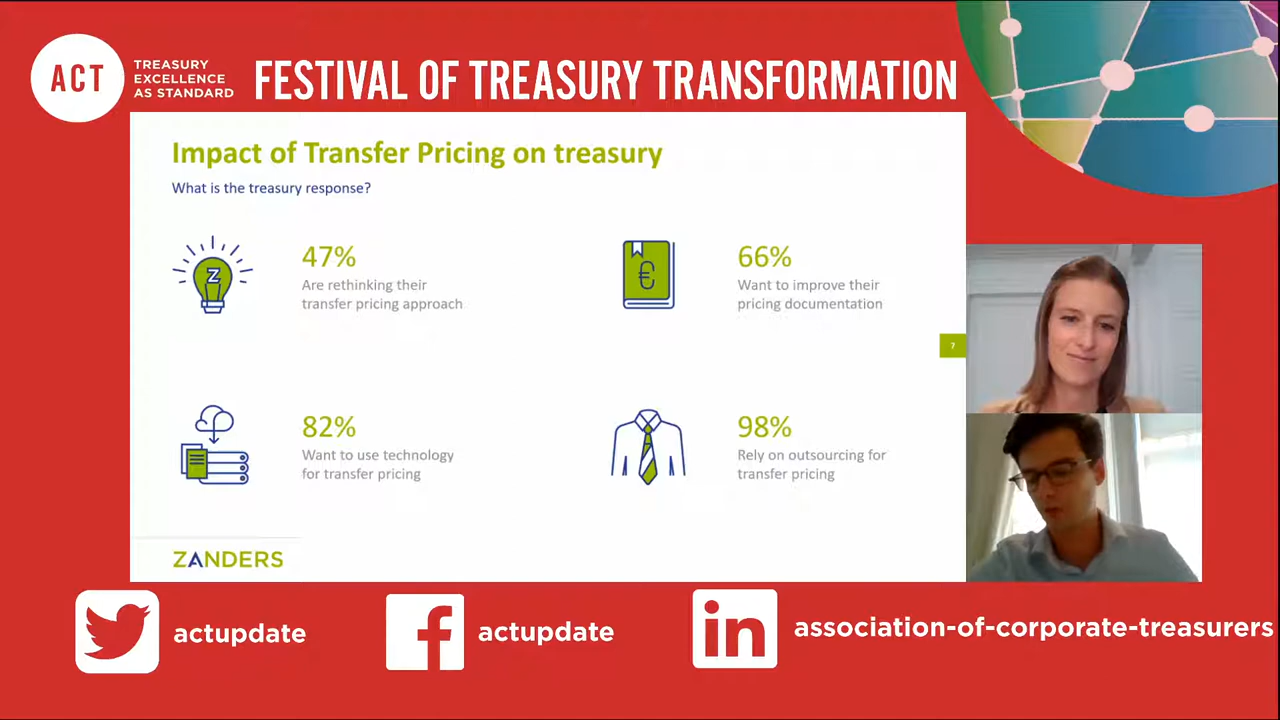 ACT
TREASURY
EXCELLENCE
AS STANDARD
FESTIVAL OF TREASURY TRANSFORMATION
Impact of Transfer Pricing on treasury
What is the treasury response?
Z
47%
Are rethinking their
transfer pricing approach
€
66%
Want to improve their
pricing documentation
7
82%
Want to use technology
for transfer pricing
98%
Rely on outsourcing for
transfer pricing
ZANDERS
actupdate
f
actupdate
in
association-of-corporate-treasurers